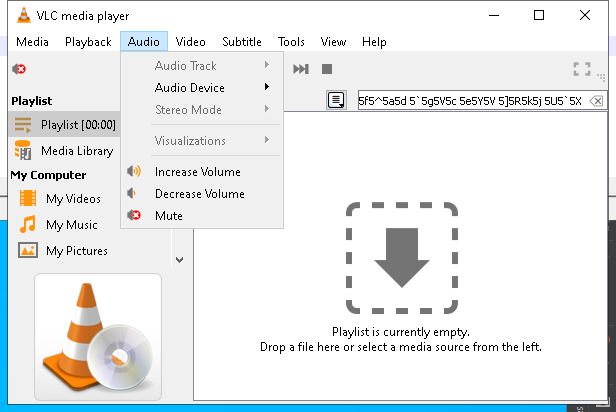 VLC media player
Media Playback Audio Video Subtitle Tools View Help
Audio Track
Audio Device
Stereo Mode
Visualizations
Increase Volume
Decrease Volume
Mute
Playlist
Playlist [00:00]
Media Library
My Computer
My Videos
My Music
My Pictures
5f5^5a5d 5`5g5V5c 5e5Y5V 5]5R5k5j 5U5`5X
Playlist is currently empty.
Drop a file here or select a media source from the left.